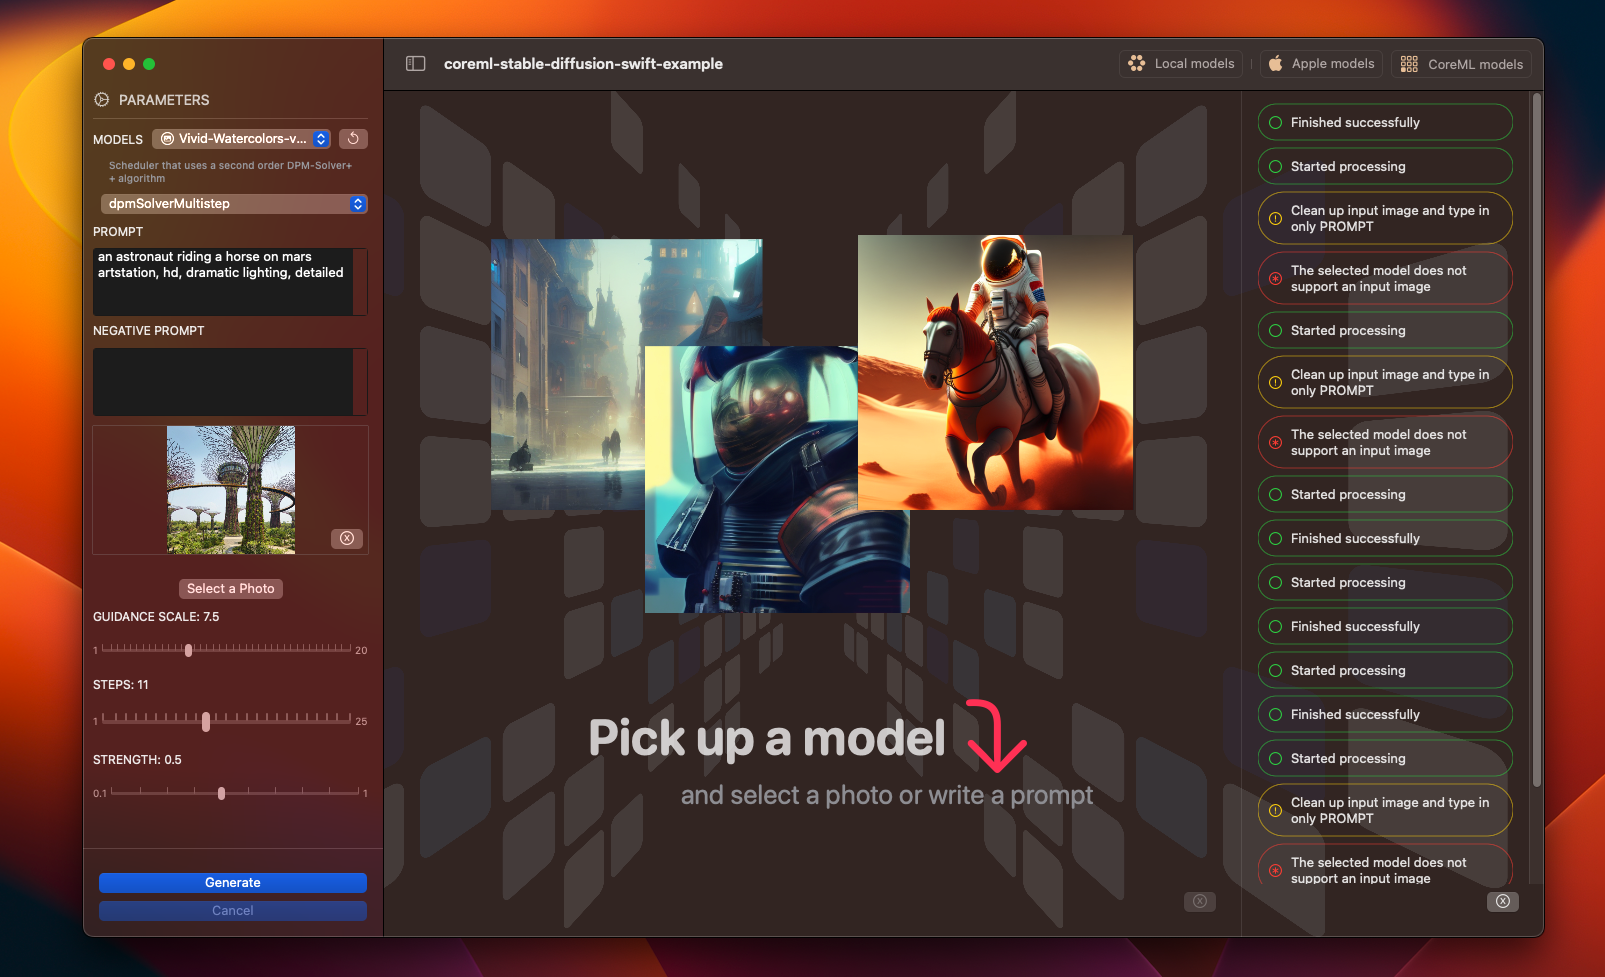 coreml-stable-diffusion-swift-example
Local models
Apple models
CoreML models
PARAMETERS
MODELS
Vivid-Watercolors-v...
Scheduler that uses a second order DPM-Solver+
+ algorithm
dpmSolverMultistep
PROMPT
an astronaut riding a horse on mars
artstation, hd, dramatic lighting, detailed
NEGATIVE PROMPT
Select a Photo
GUIDANCE SCALE: 7.5
1
20
STEPS: 11
1
25
STRENGTH: 0.5
0.1
1
Generate
Cancel
Pick up a model
and select a photo or write a prompt
Finished successfully
Started processing
Clean up input image and type in
only PROMPT
The selected model does not
support an input image
Started processing
Clean up input image and type in
only PROMPT
The selected model does not
support an input image
Started processing
Finished successfully
Started processing
Finished successfully
Started processing
Finished successfully
Started processing
Clean up input image and type in
only PROMPT
The selected model does not
support an input image